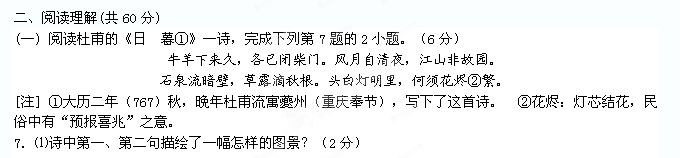 二、阅读理解(共 60 分)
(一) 阅读杜甫的《日　暮①》一诗，完成下列第 7 题的 2 小题。（6 分）
牛羊下来久，各已闭柴门。风月自清夜，江山非故园。
石泉流暗壁，草露滴秋根。头白灯明里，何须花烬②繁。
[注] ①大历二年（767）秋，晚年杜甫流寓夔州（重庆奉节），写下了这首诗。 ②花烬：灯芯结花，民
俗中有“预报喜兆”之意。
7. ⑴诗中第一、第二句描绘了一幅怎样的图景？（2 分）